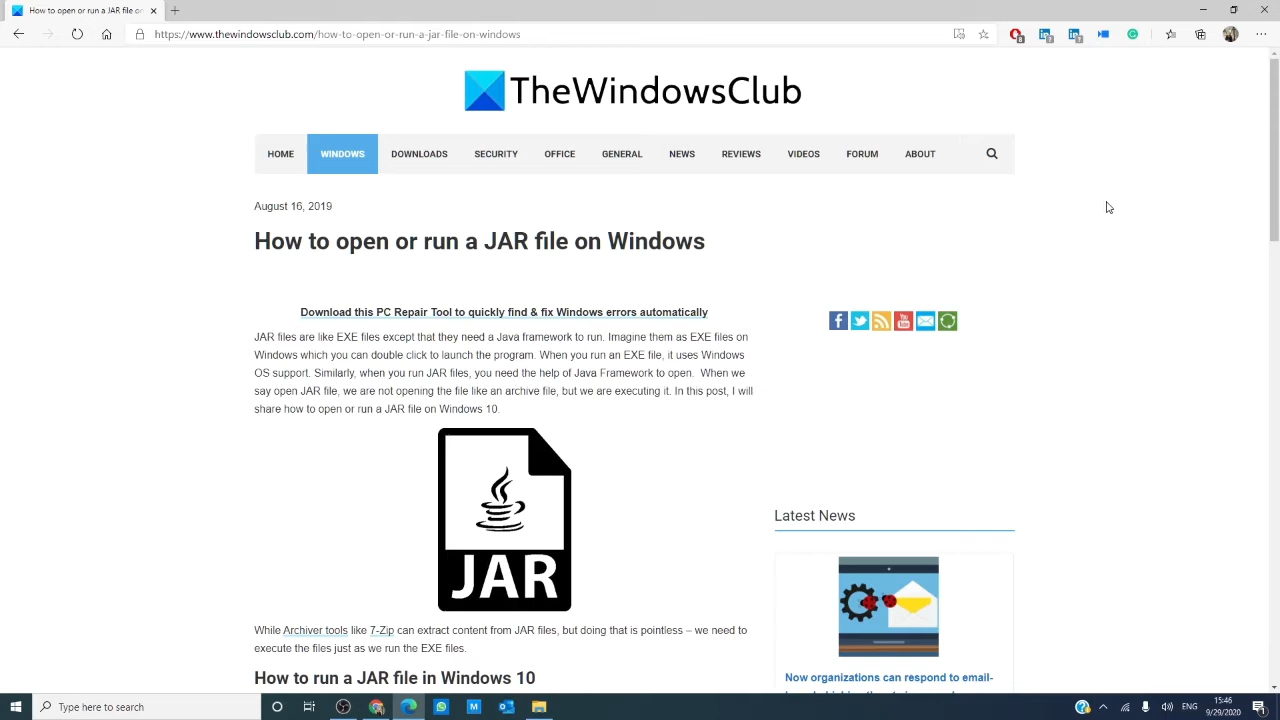 How to open or run a JAR file on
https://www.thewindowsclub.com/how-to-open-or-run-a-jar-file-on-windows
TheWindowsClub
HOME WINDOWS DOWNLOADS SECURITY OFFICE GENERAL NEWS REVIEWS VIDEOS FORUM ABOUT
August 16, 2019
How to open or run a JAR file on Windows
Download this PC Repair Tool to quickly find & fix Windows errors automatically
JAR files are like EXE files except that they need a Java framework to run. Imagine them as EXE files on
Windows which you can double click to launch the program. When you run an EXE file, it uses Windows
OS support. Similarly, when you run JAR files, you need the help of Java Framework to open. When we
say open JAR file, we are not opening the file like an archive file, but we are executing it. In this post, I will
share how to open or run a JAR file on Windows 10.
JAR
While Archiver tools like 7-Zip can extract content from JAR files, but doing that is pointless – we need to
execute the files just as we run the EXE files.
How to run a JAR file in Windows 10
You Tube
Latest News
Now organizations can respond to email-
Type here to search
ENG
15:46
9/29/2020